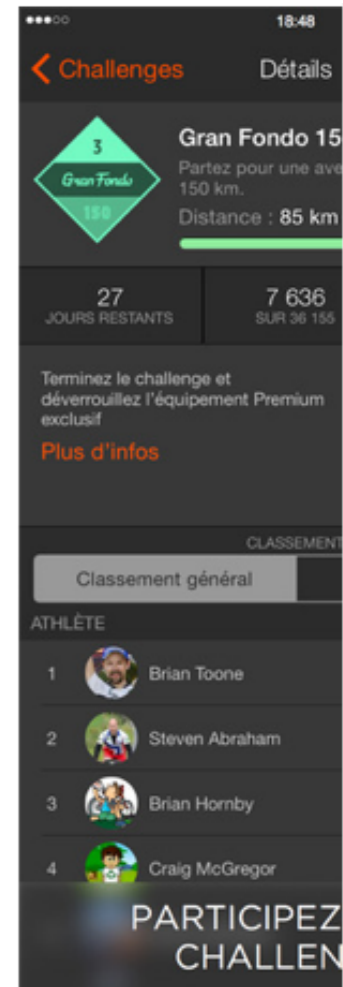 18:48
Challenges
Détails
3
Gran Fondo
150
Gran Fondo 15
Partez pour une ave
150 km.
Distance : 85 km
27
JOURS RESTANTS
7 636
SUR 36 155
Terminez le challenge et
déverrouillez l'équipement Premium
exclusif
Plus d'infos
CLASSEMENT
Classement général
ATHLÈTE
1 Brian Toone
2 Steven Abraham
3 Brian Hornby
4 Craig McGregor
PARTICIPEZ
CHALLEN